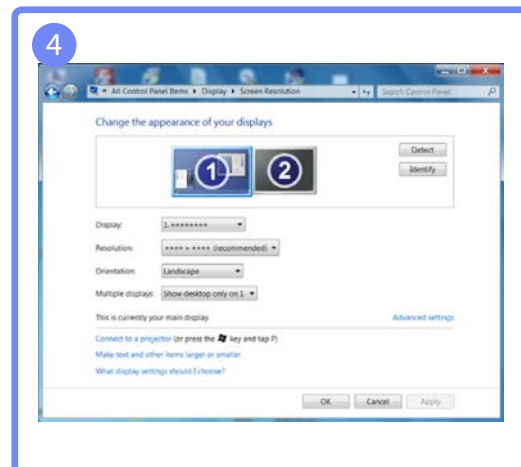 4
All Control Panel Items ▸ Display ▸ Screen Resolution
Search Control Panel
Change the appearance of your displays
1
2
Detect
Identify
Display: 1.********
Resolution: **** x **** (recommended)
Orientation: Landscape
Multiple displays: Show desktop only on 1
This is currently your main display.
Advanced settings
Connect to a projector (or press the key and tap P)
Make text and other items larger or smaller
What display settings should I choose?
OK
Cancel
Apply